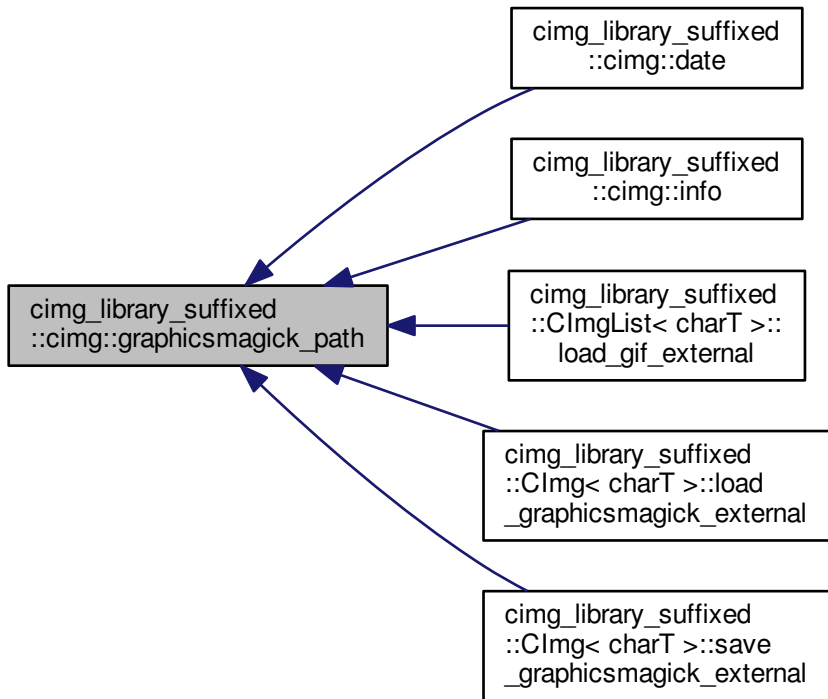 cimg_library_suffixed
::cimg::date
cimg_library_suffixed
::cimg::info
cimg_library_suffixed
::cimg::graphicsmagick_path
cimg_library_suffixed
::CImgList< charT >::
load_gif_external
cimg_library_suffixed
::CImg< charT >::load
_graphicsmagick_external
cimg_library_suffixed
::CImg< charT >::save
_graphicsmagick_external